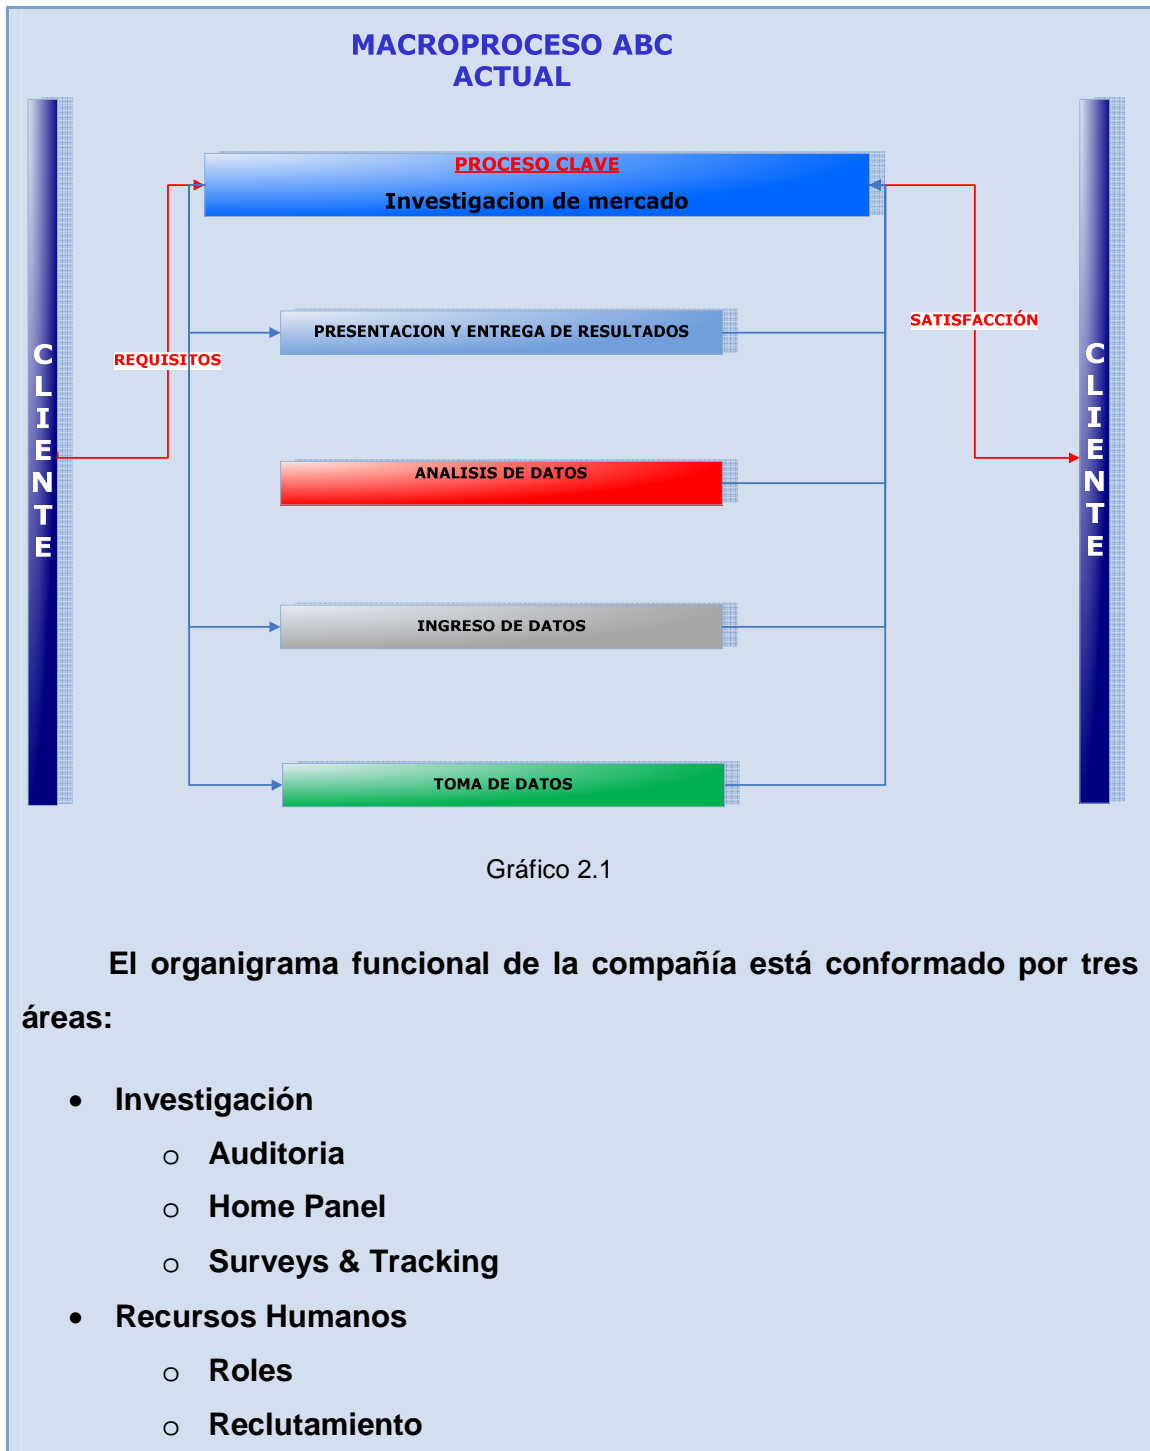 MACROPROCESO ABC
ACTUAL
PROCESO CLAVE
Investigacion de mercado
PRESENTACION Y ENTREGA DE RESULTADOS
SATISFACCIÓN
REQUISITOS
CLIENTE
CLIENTE
ANALISIS DE DATOS
INGRESO DE DATOS
TOMA DE DATOS
Gráfico 2.1
El organigrama funcional de la compañía está conformado por tres
áreas:
• Investigación
o Auditoria
o Home Panel
o Surveys & Tracking
• Recursos Humanos
o Roles
o Reclutamiento